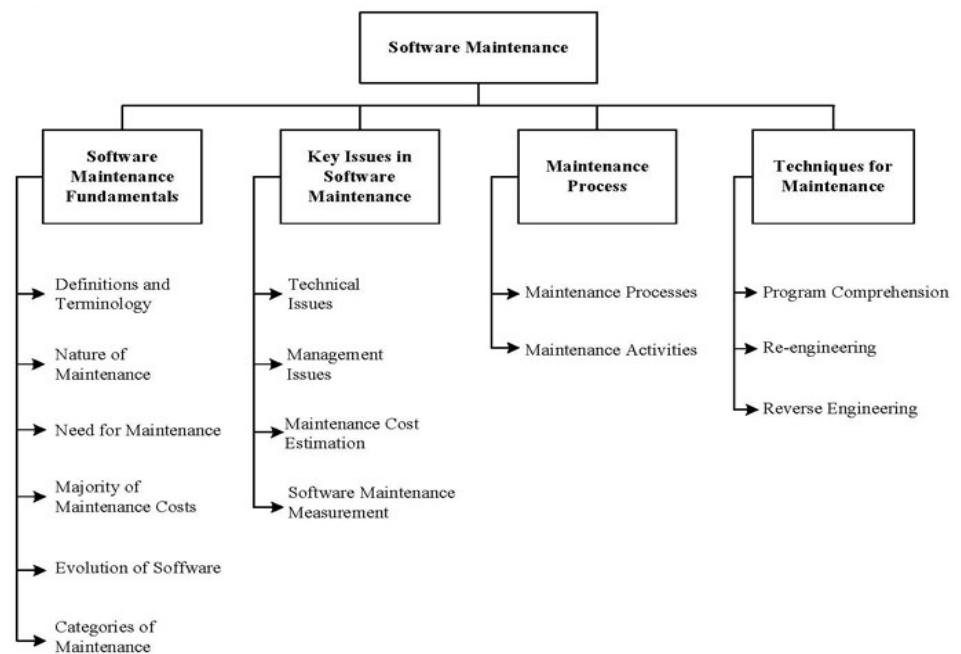 Software Maintenance
Software
Maintenance
Fundamentals
Key Issues in
Software
Maintenance
Maintenance
Process
Techniques for
Maintenance
Definitions and
Terminology
Nature of
Maintenance
Need for Maintenance
Majority of
Maintenance Costs
Evolution of Soffware
Categories of
Maintenance
Technical
Issues
Management
Issues
Maintenance Cost
Estimation
Software Maintenance
Measurement
Maintenance Processes
Maintenance Activities
Program Comprehension
Re-engineering
Reverse Engineering